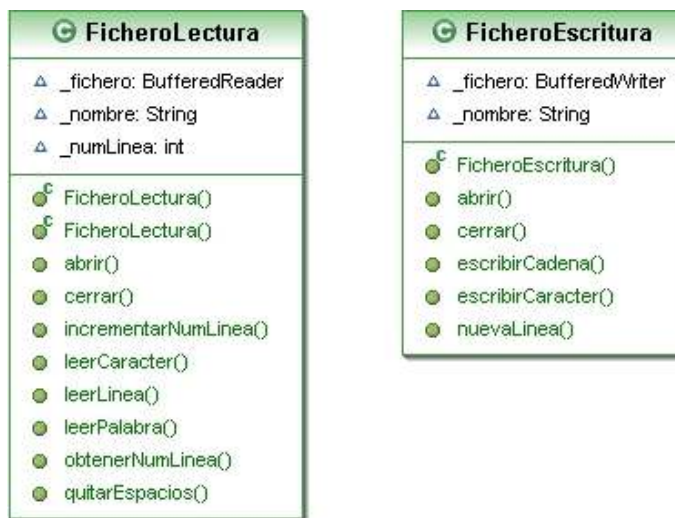 C FicheroLectura
_fichero: BufferedReader
_nombre: String
_numLinea: int
C FicheroLectura()
C FicheroLectura()
abrir()
cerrar()
incrementarNumLinea()
leerCaracter()
leerLinea()
leerPalabra()
obtenerNumLinea()
quitarEspacios()
C FicheroEscritura
_fichero: BufferedWriter
_nombre: String
C FicheroEscritura()
abrir()
cerrar()
escribirCadena()
escribirCaracter()
nuevaLinea()